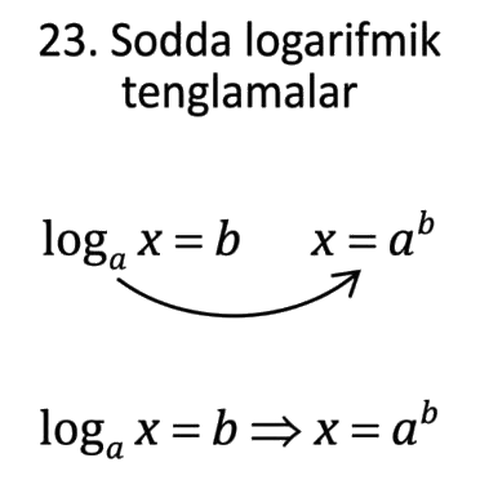 23. Sodda logarifmik
tenglamalar
logₐ x = b x = aᵇ
logₐ x = b ⇒ x = aᵇ